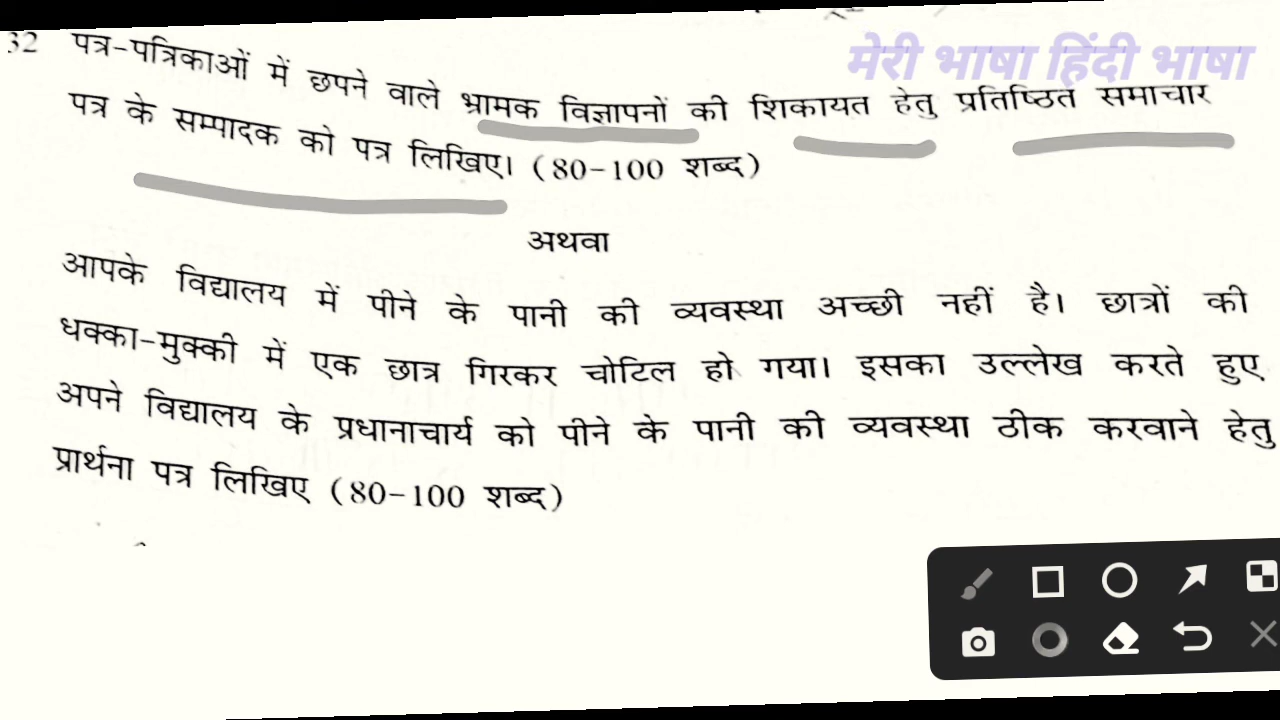 मेरी भाषा हिंदी भाषा
32 पत्र-पत्रिकाओं में छपने वाले भ्रामक विज्ञापनों की शिकायत हेतु प्रतिष्ठित समाचार
पत्र के सम्पादक को पत्र लिखिए। (80-100 शब्द)
अथवा
आपके विद्यालय में पीने के पानी की व्यवस्था अच्छी नहीं है। छात्रों की
धक्का-मुक्की में एक छात्र गिरकर चोटिल हो गया। इसका उल्लेख करते हुए
अपने विद्यालय के प्रधानाचार्य को पीने के पानी की व्यवस्था ठीक करवाने हेतु
प्रार्थना पत्र लिखिए (80-100 शब्द)